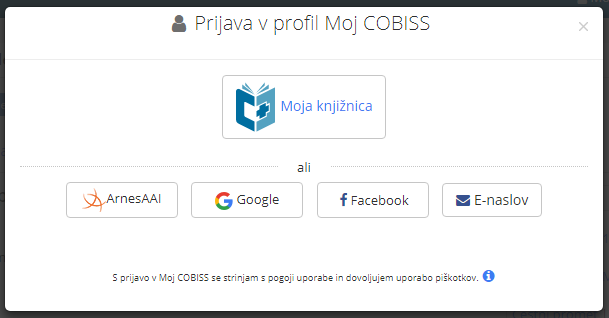 Prijava v profil Moj COBISS
Moja knjižnica
ali
ArnesAAI
Google
Facebook
E-naslov
S prijavo v Moj COBISS se strinjam s pogoji uporabe in dovoljujem uporabo piškotkov.